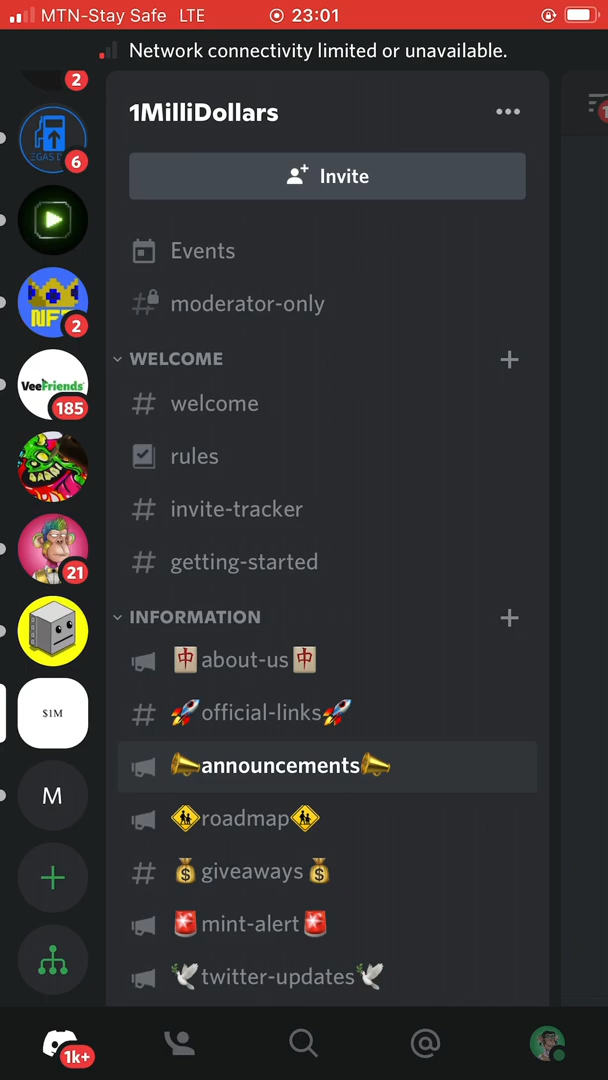 MTN-Stay Safe LTE 23:01
Network connectivity limited or unavailable.
2
1MilliDollars
6
Invite
Events
moderator-only
NF
2
WELCOME
VeeFriends
185
welcome
rules
invite-tracker
21
getting-started
INFORMATION
🀄about-us🀄
$1M
🚀official-links🚀
📣announcements📣
M
🚸roadmap🚸
💰giveaways💰
🚨mint-alert🚨
🕊️twitter-updates🕊️
1k+